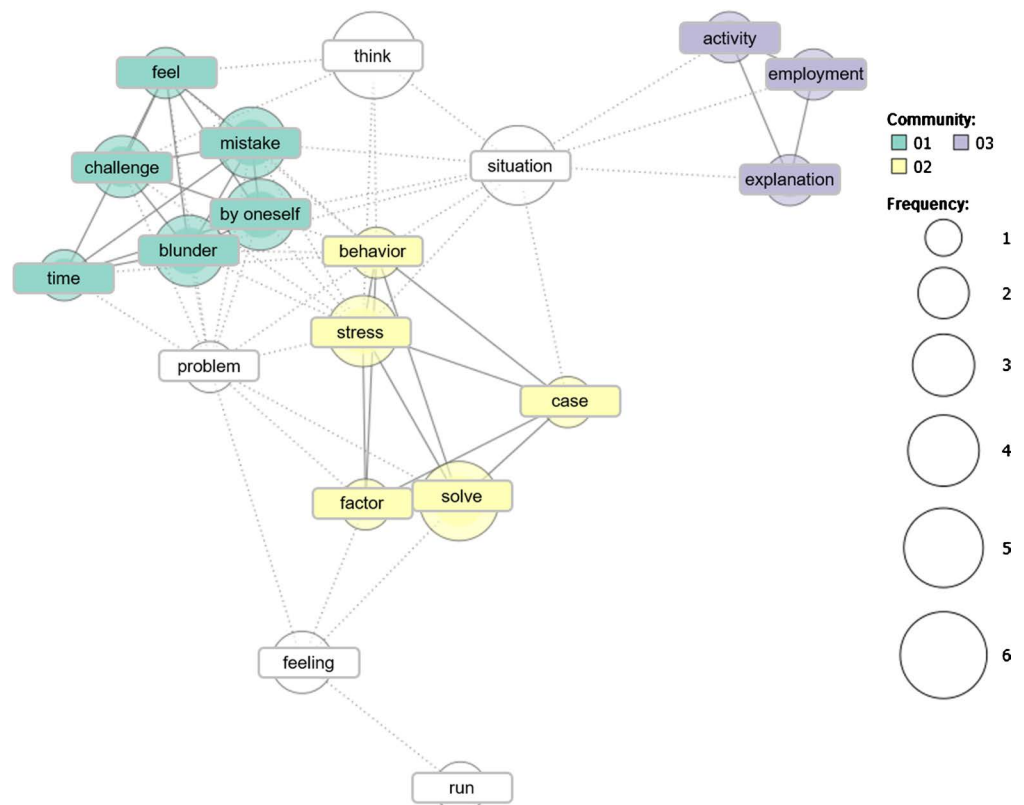 think
feel
activity
employment
mistake
challenge
situation
explanation
by oneself
blunder
behavior
time
stress
problem
case
factor
solve
feeling
run
Community:
01 03
02
Frequency:
1
2
3
4
5
6